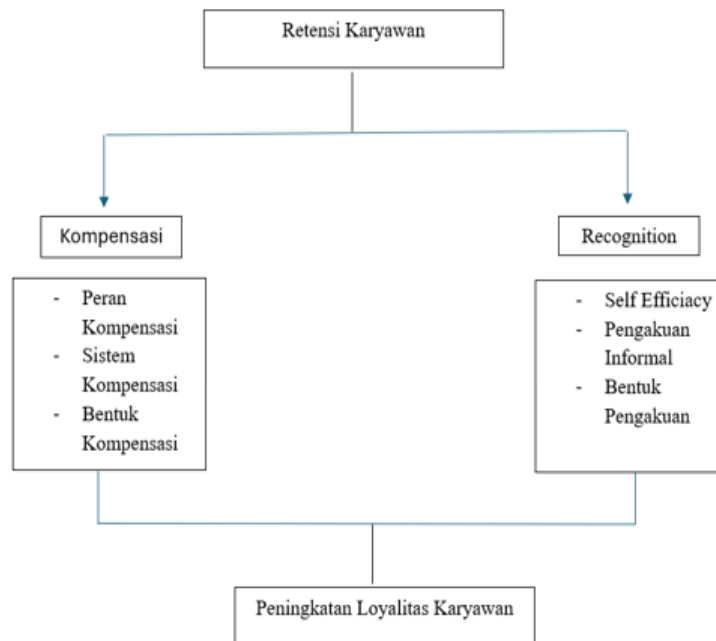 Retensi Karyawan
Kompensasi
Recognition
- Peran
Kompensasi
- Sistem
Kompensasi
- Bentuk
Kompensasi
- Self Efficiacy
- Pengakuan
Informal
- Bentuk
Pengakuan
Peningkatan Loyalitas Karyawan